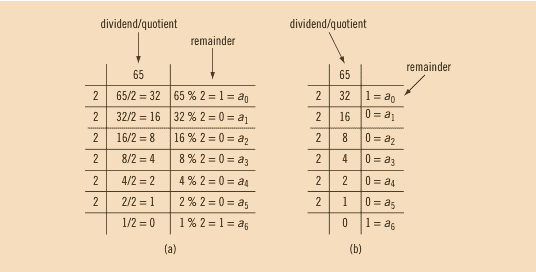 dividend/quotient dividend/quotient
remainder
remainder
65 65
2 65/2 = 32 65 % 2 = 1 = a0 2 32 1 = a0
2 32/2 = 16 32 % 2 = 0 = a1 2 16 0 = a1
2 16/2 = 8 16 % 2 = 0 = a2 2 8 0 = a2
2 8/2 = 4 8 % 2 = 0 = a3 2 4 0 = a3
2 4/2 = 2 4 % 2 = 0 = a4 2 2 0 = a4
2 2/2 = 1 2 % 2 = 0 = a5 2 1 0 = a5
1/2 = 0 1 % 2 = 1 = a6 0 1 = a6
(a) (b)